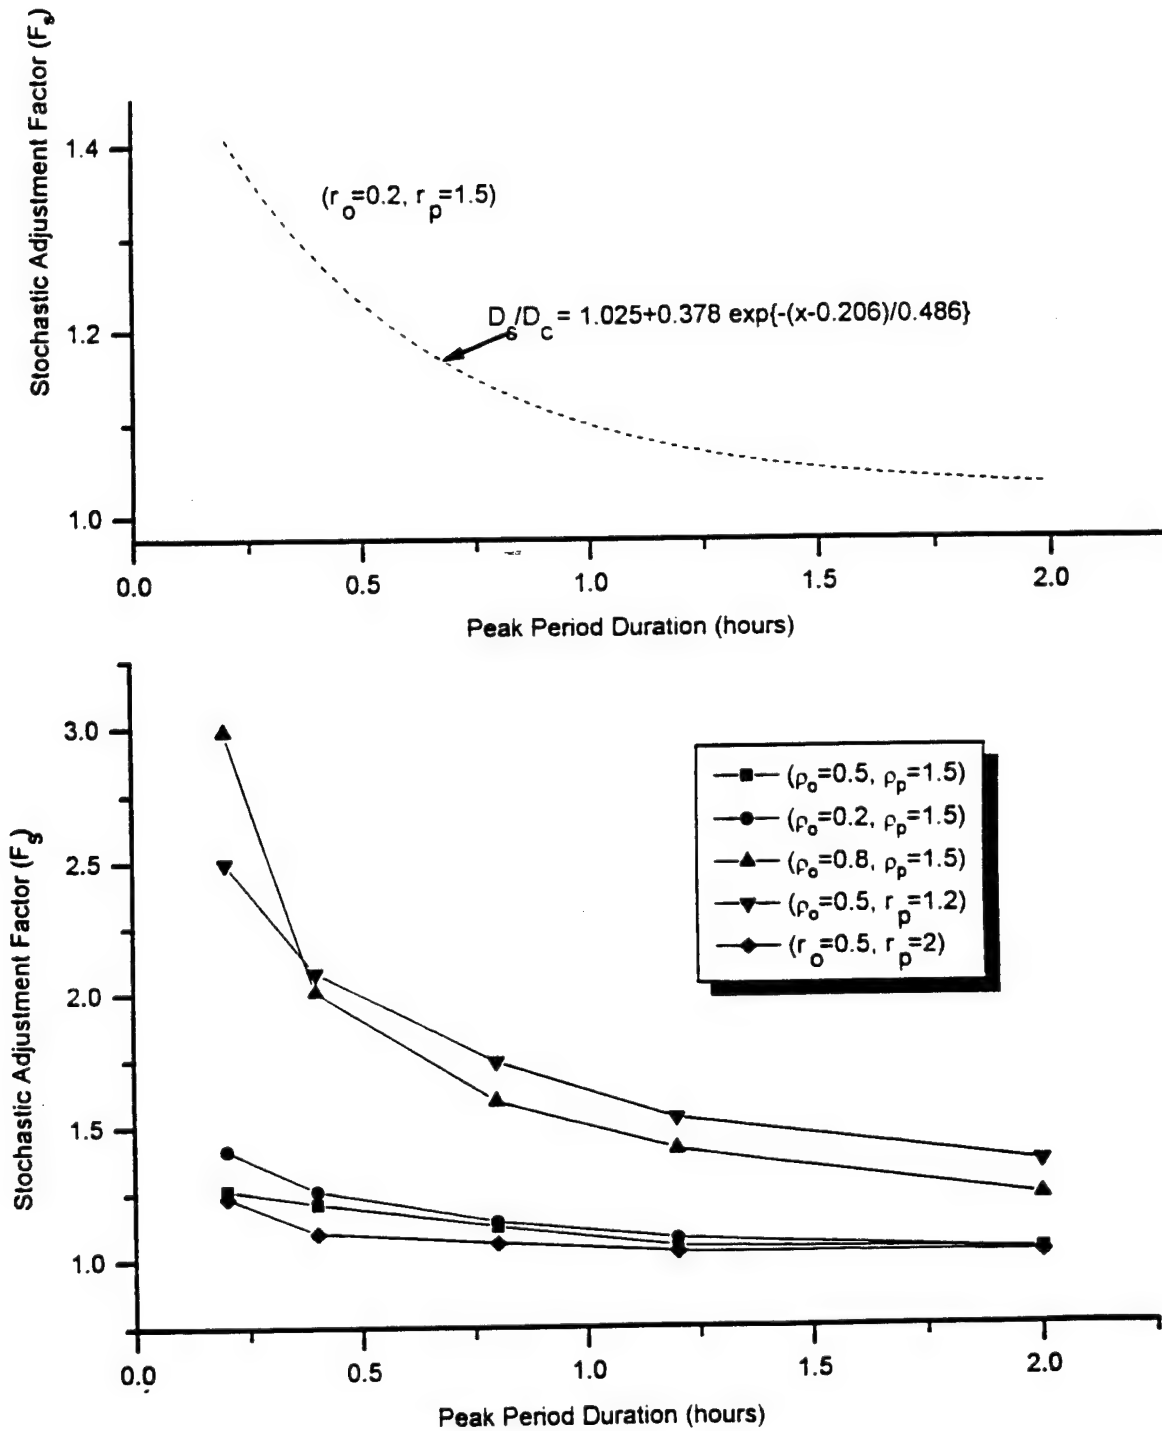 Stochastic Adjustment Factor (Fs)
1.4
1.2
1.0
(ro=0.2, rp=1.5)
Ds/Dc = 1.025+0.378 exp{-(x-0.206)/0.486}
0.0 0.5 1.0 1.5 2.0
Peak Period Duration (hours)
Stochastic Adjustment Factor (Fs)
3.0
2.5
2.0
1.5
1.0
(ρo=0.5, ρp=1.5)
(ρo=0.2, ρp=1.5)
(ρo=0.8, ρp=1.5)
(ρo=0.5, rp=1.2)
(ro=0.5, rp=2)
0.0 0.5 1.0 1.5 2.0
Peak Period Duration (hours)